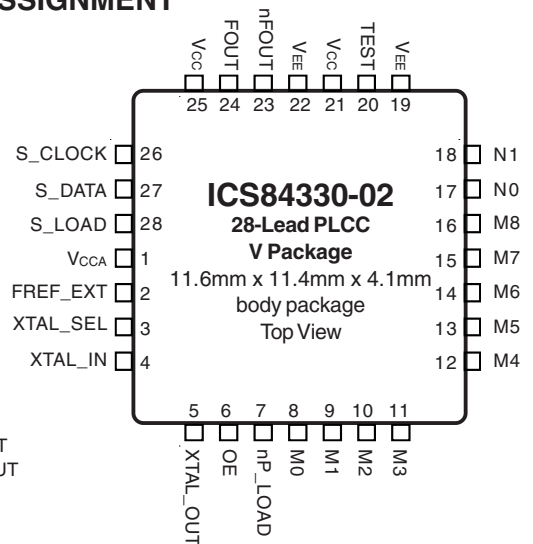 ASSIGNMENT
VCC
FOUT
nFOUT
VEE
VCC
TEST
VEE
25 24 23 22 21 20 19
S_CLOCK 26
S_DATA 27
S_LOAD 28
VCCA 1
FREF_EXT 2
XTAL_SEL 3
XTAL_IN 4
ICS84330-02
28-Lead PLCC
V Package
11.6mm x 11.4mm x 4.1mm
body package
Top View
18 N1
17 N0
16 M8
15 M7
14 M6
13 M5
12 M4
5 6 7 8 9 10 11
XTAL_OUT
OE
nP_LOAD
M0
M1
M2
M3
T
UT